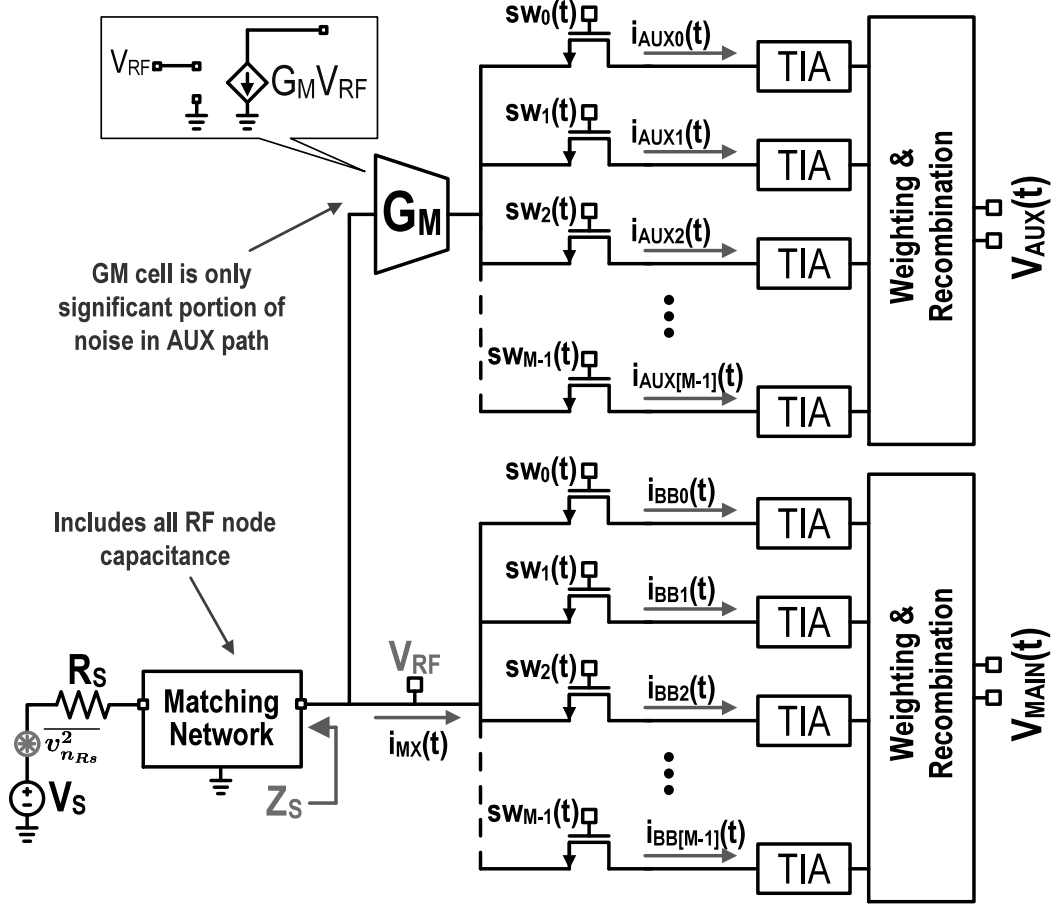 V_RF
G_MV_RF
G_M
GM cell is only
significant portion of
noise in AUX path
sw_0(t)
i_AUX0(t)
TIA
sw_1(t)
i_AUX1(t)
TIA
sw_2(t)
i_AUX2(t)
TIA
sw_M-1(t)
i_AUX[M-1](t)
TIA
Weighting &
Recombination
V_AUX(t)
Includes all RF node
capacitance
R_S
v²_n_Rs
V_S
Matching
Network
Z_S
V_RF
i_MX(t)
sw_0(t)
i_BB0(t)
TIA
sw_1(t)
i_BB1(t)
TIA
sw_2(t)
i_BB2(t)
TIA
sw_M-1(t)
i_BB[M-1](t)
TIA
Weighting &
Recombination
V_MAIN(t)